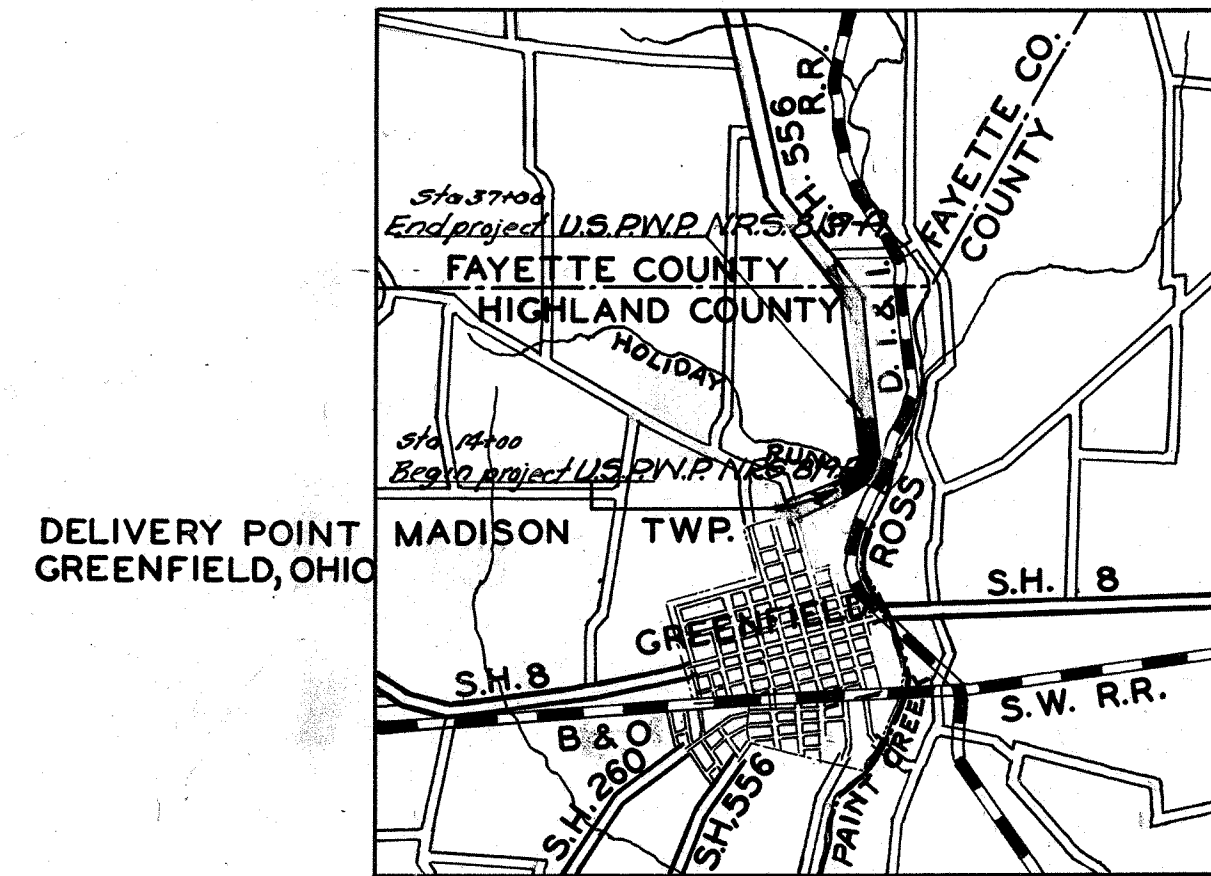 S.H. 556
R.R.
FAYETTE CO.
COUNTY
Sta 37+00
End project U.S.P.W.P. N.R.S.
FAYETTE COUNTY
HIGHLAND COUNTY
D. I. & I.
HOLIDAY
RUN
Sta 14+00
Begin project U.S.P.W.P. N.R.S.
ROSS
DELIVERY POINT
GREENFIELD, OHIO
MADISON TWP.
S.H. 8
GREENFIELD
S.H. 8
B & O
S.W. R.R.
S.H. 260
S.H. 556
PAINT CREEK